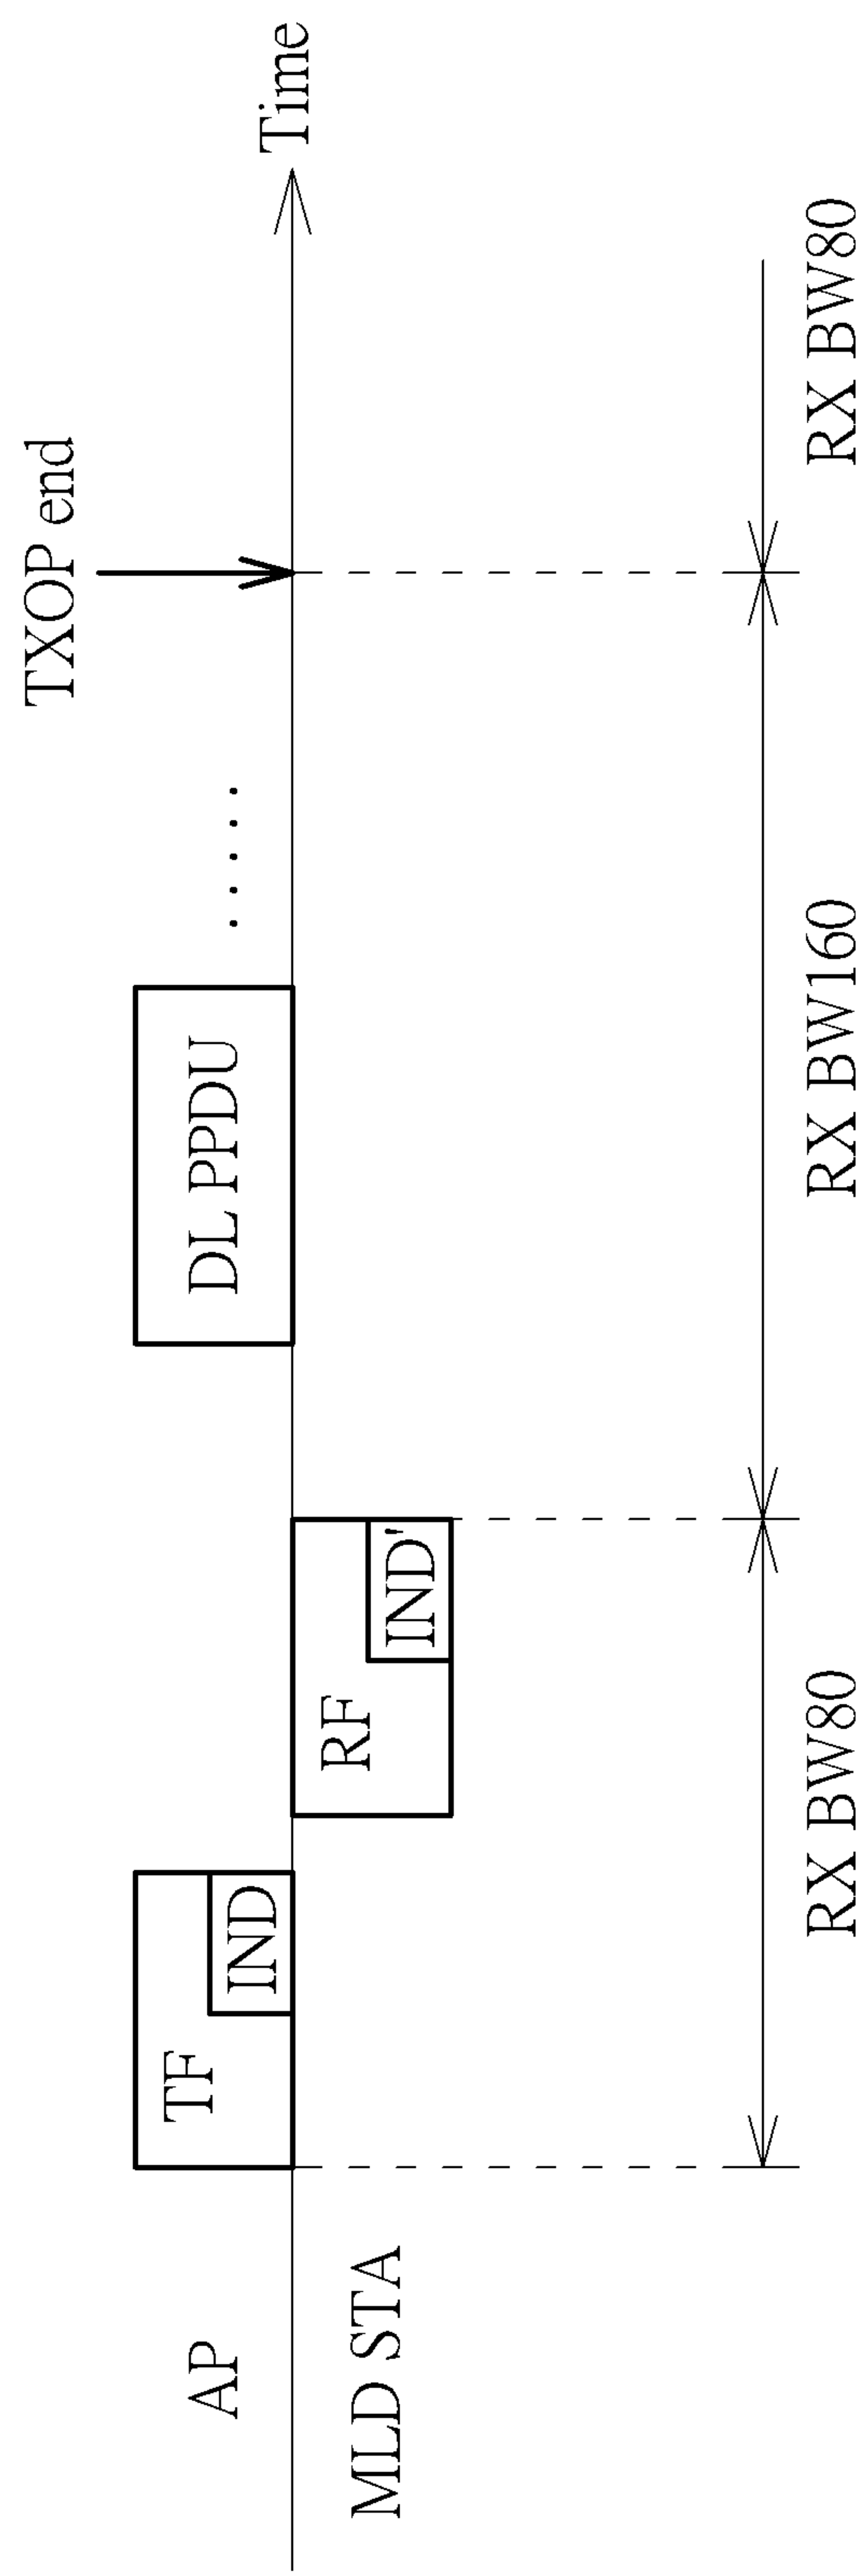 TXOP end
AP
TF
IND
DL PPDU
.....
Time
MLD STA
RF
IND'
RX BW80
RX BW160
RX BW80